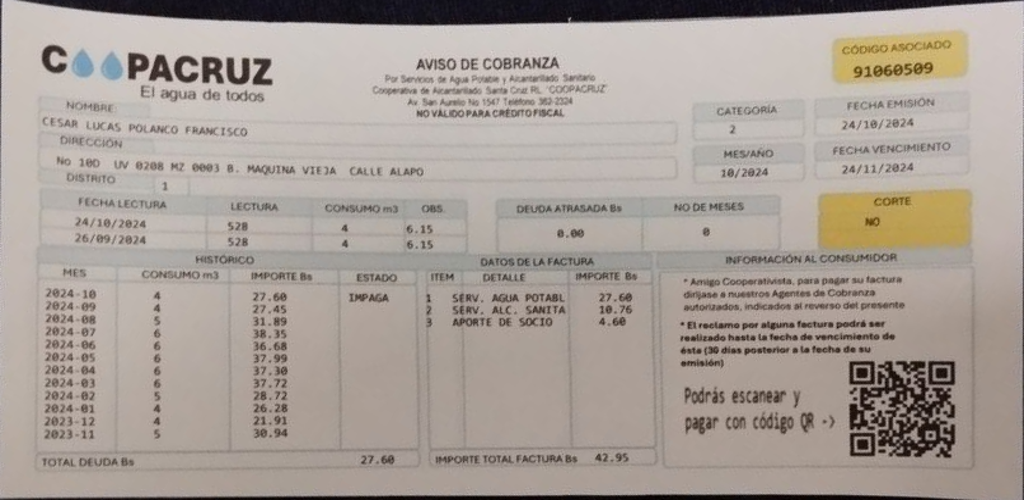 COOPACRUZ
El agua de todos
AVISO DE COBRANZA
Por Servicios de Agua Potable y Alcantarillado Sanitario
Cooperativa de Alcantarillado Santa Cruz RL. "COOPACRUZ"
Av. San Aurelio No 1547 Teléfono 362-2324
NO VÁLIDO PARA CRÉDITO FISCAL
CÓDIGO ASOCIADO
91060509
NOMBRE:
CESAR LUCAS POLANCO FRANCISCO
CATEGORÍA
2
FECHA EMISIÓN
24/10/2024
DIRECCIÓN
No 10D UV 0208 MZ 0003 B. MAQUINA VIEJA CALLE ALAPO
MES/AÑO
10/2024
FECHA VENCIMIENTO
24/11/2024
DISTRITO 1
FECHA LECTURA LECTURA CONSUMO m3 OBS.
24/10/2024 528 4 6.15
26/09/2024 528 4 6.15
DEUDA ATRASADA Bs NO DE MESES
0.00 0
CORTE
NO
HISTÓRICO
MES CONSUMO m3 IMPORTE Bs ESTADO
2024-10 4 27.60 IMPAGA
2024-09 4 27.45
2024-08 5 31.89
2024-07 6 38.35
2024-06 6 36.68
2024-05 6 37.99
2024-04 6 37.30
2024-03 6 37.72
2024-02 5 28.72
2024-01 4 26.28
2023-12 4 21.91
2023-11 5 30.94
TOTAL DEUDA Bs 27.60
DATOS DE LA FACTURA
ITEM DETALLE IMPORTE Bs
1 SERV. AGUA POTABL 27.60
2 SERV. ALC. SANITA 10.76
3 APORTE DE SOCIO 4.60
IMPORTE TOTAL FACTURA Bs 42.95
INFORMACIÓN AL CONSUMIDOR
* Amigo Cooperativista, para pagar su factura
dirijase a nuestros Agentes de Cobranza
autorizados, indicados al reverso del presente
* El reclamo por alguna factura podrá ser
realizado hasta la fecha de vencimiento de
ésta (30 días posterior a la fecha de su
emisión)
Podrás escanear y
pagar con código QR ->